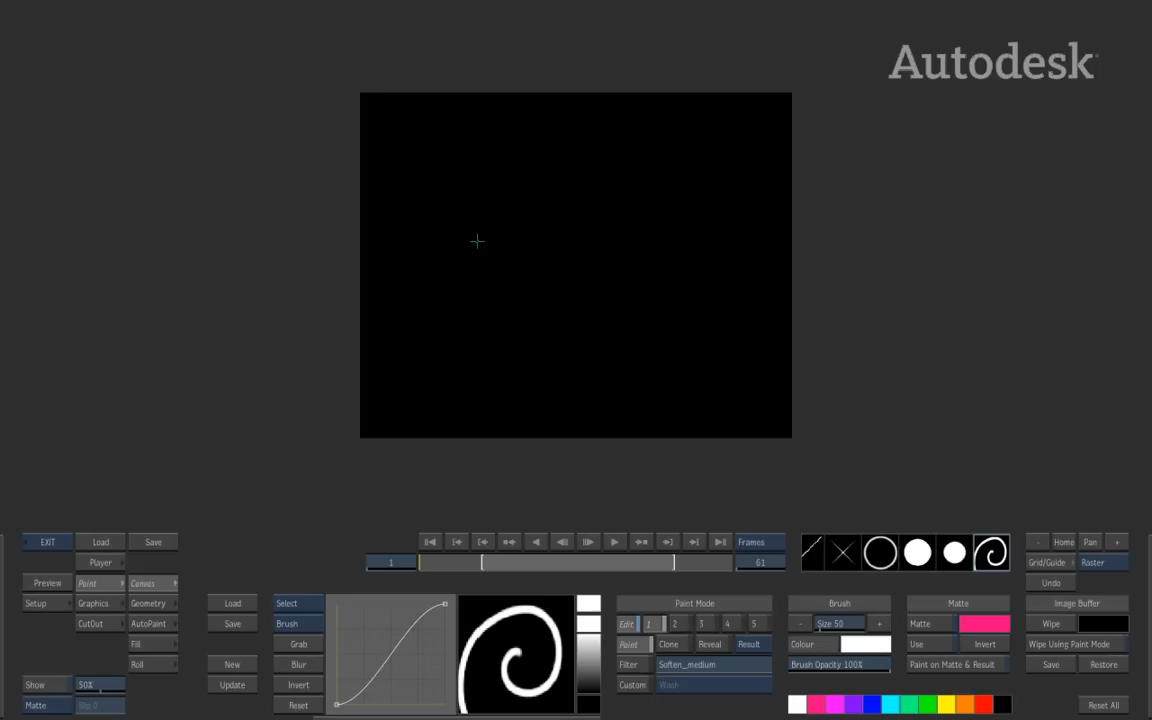 Autodesk
EXIT Load Save Frames - Home Pan +
Player 1 61 Grid/Guide Raster
Preview Paint Canvas Undo
Setup Graphics Geometry Load Select Paint Mode Brush Matte Image Buffer
CutOut AutoPaint Save Brush Edit 1 2 3 4 5 - Size 50 + Matte Wipe
Fill Grab Paint Clone Reveal Result Colour Use Invert Wipe Using Paint Mode
Roll New Blur Filter Soften_medium Brush Opacity 100% Paint on Matte & Result Save Restore
Show 50% Update Invert Custom Wash
Matte Slip 0 Reset Reset All